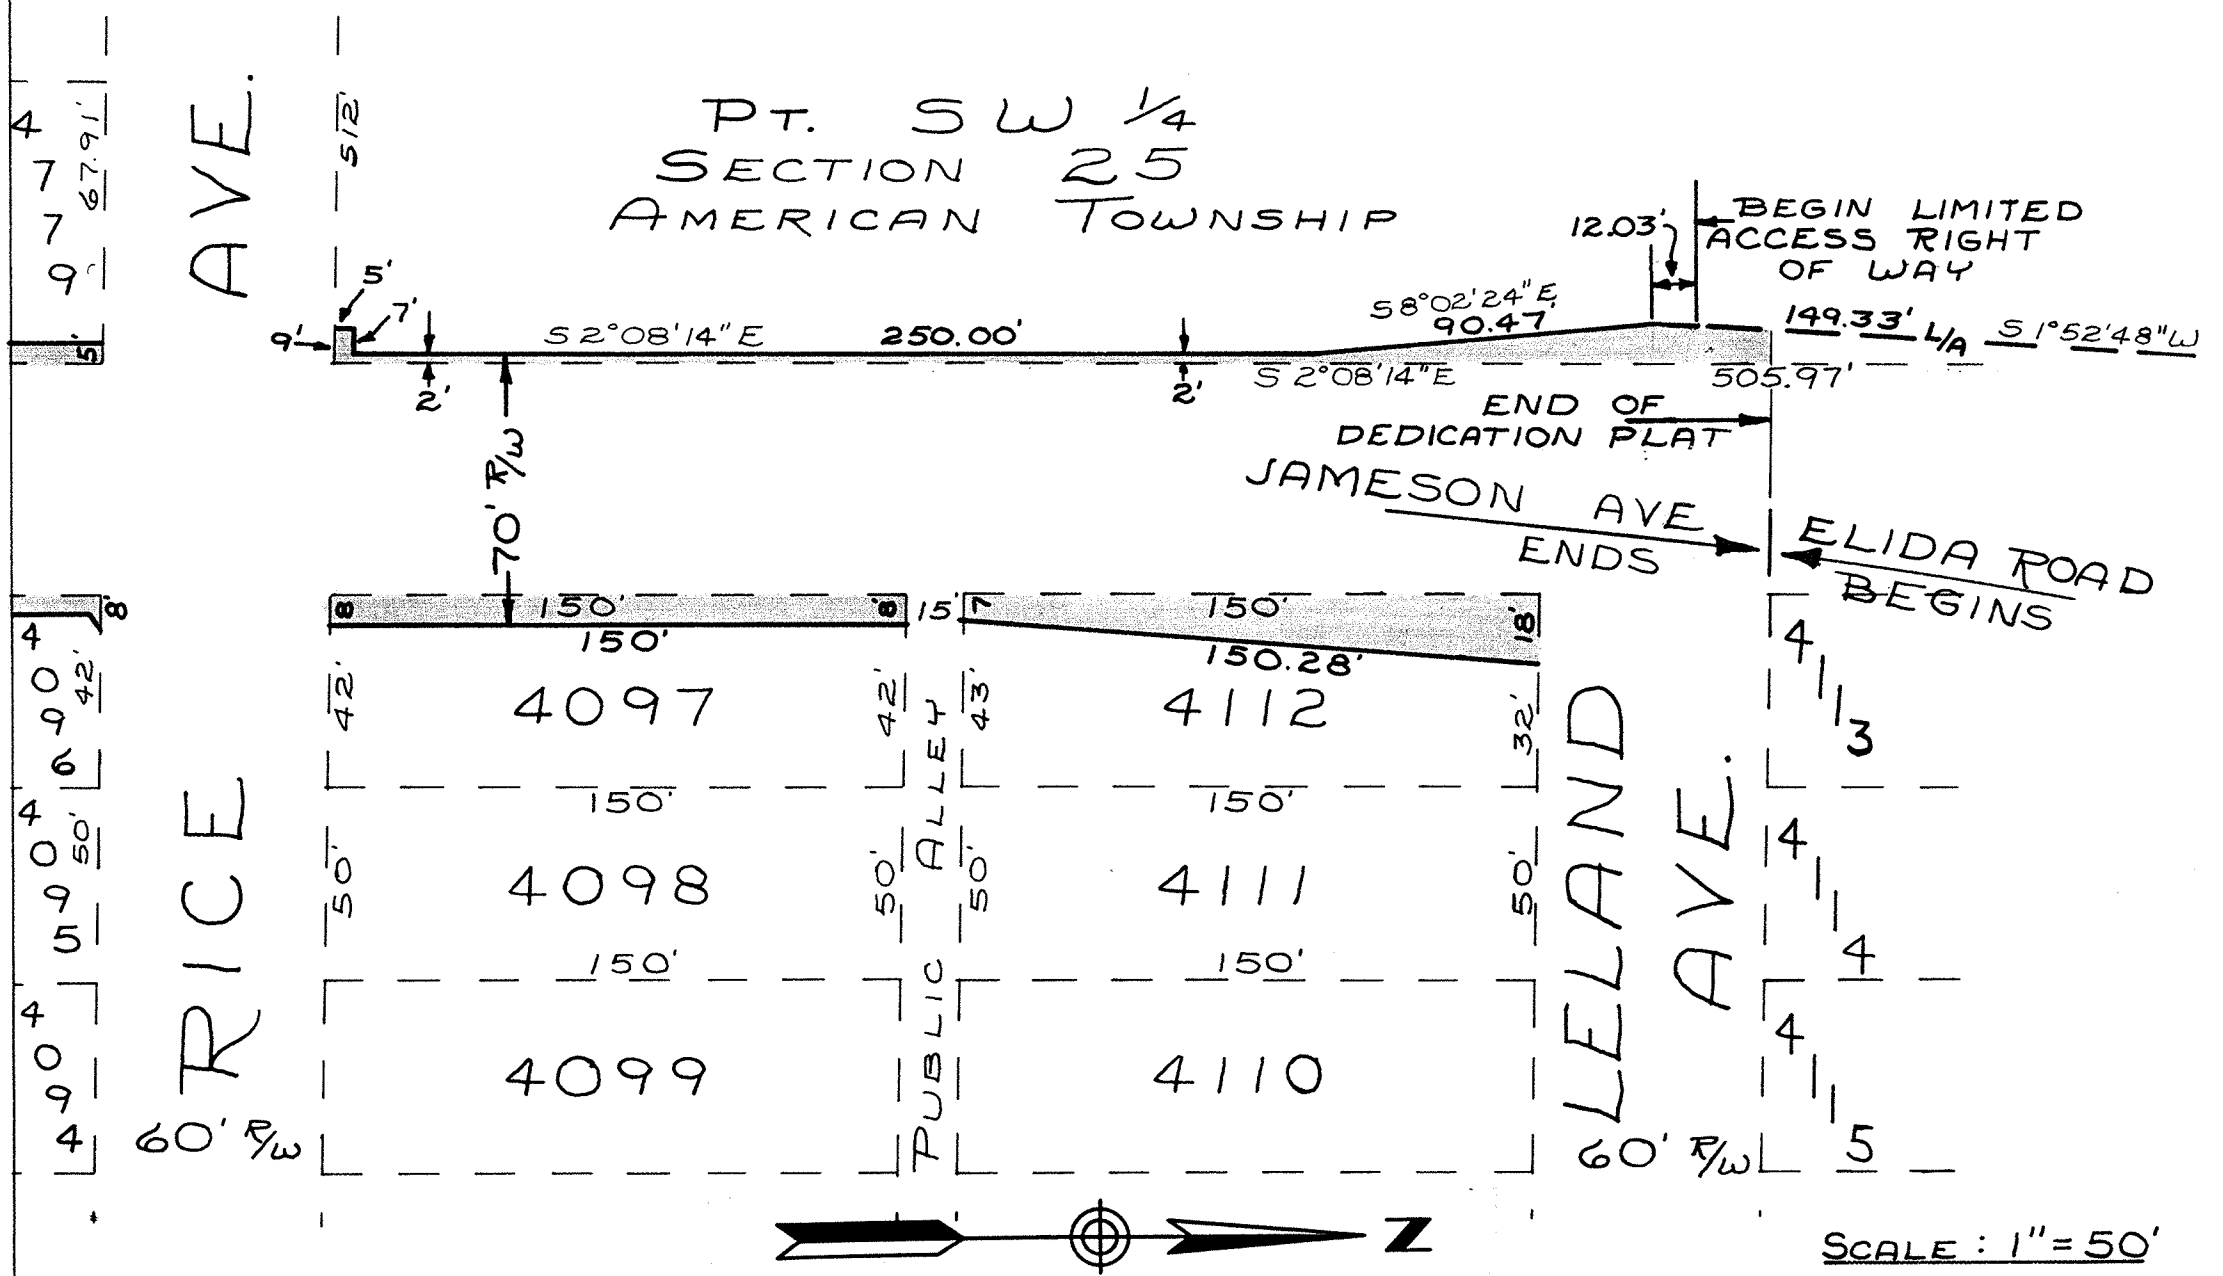 PT. SW 1/4
SECTION 25
AMERICAN TOWNSHIP
RICE AVE.
60' R/W
4779
67.91'
5'
512'
5'
7'
9'
S 2°08'14" E
250.00'
2'
2'
S 8°02'24" E
90.47'
12.03'
BEGIN LIMITED
ACCESS RIGHT
OF WAY
149.33' L/A S 1°52'48" W
S 2°08'14" E
505.97'
END OF
DEDICATION PLAT
70' R/W
JAMESON AVE
ENDS
ELIDA ROAD
BEGINS
8'
8
150'
8'
15'
7
150'
18'
150'
150.28'
4096
42'
42'
4097
42'
43'
4112
32'
4113
150'
150'
4095
50'
50'
4098
50'
50'
4111
50'
4114
150'
150'
4094
4099
4110
4115
PUBLIC ALLEY
LELAND
AVE.
60' R/W
N
SCALE : 1" = 50'